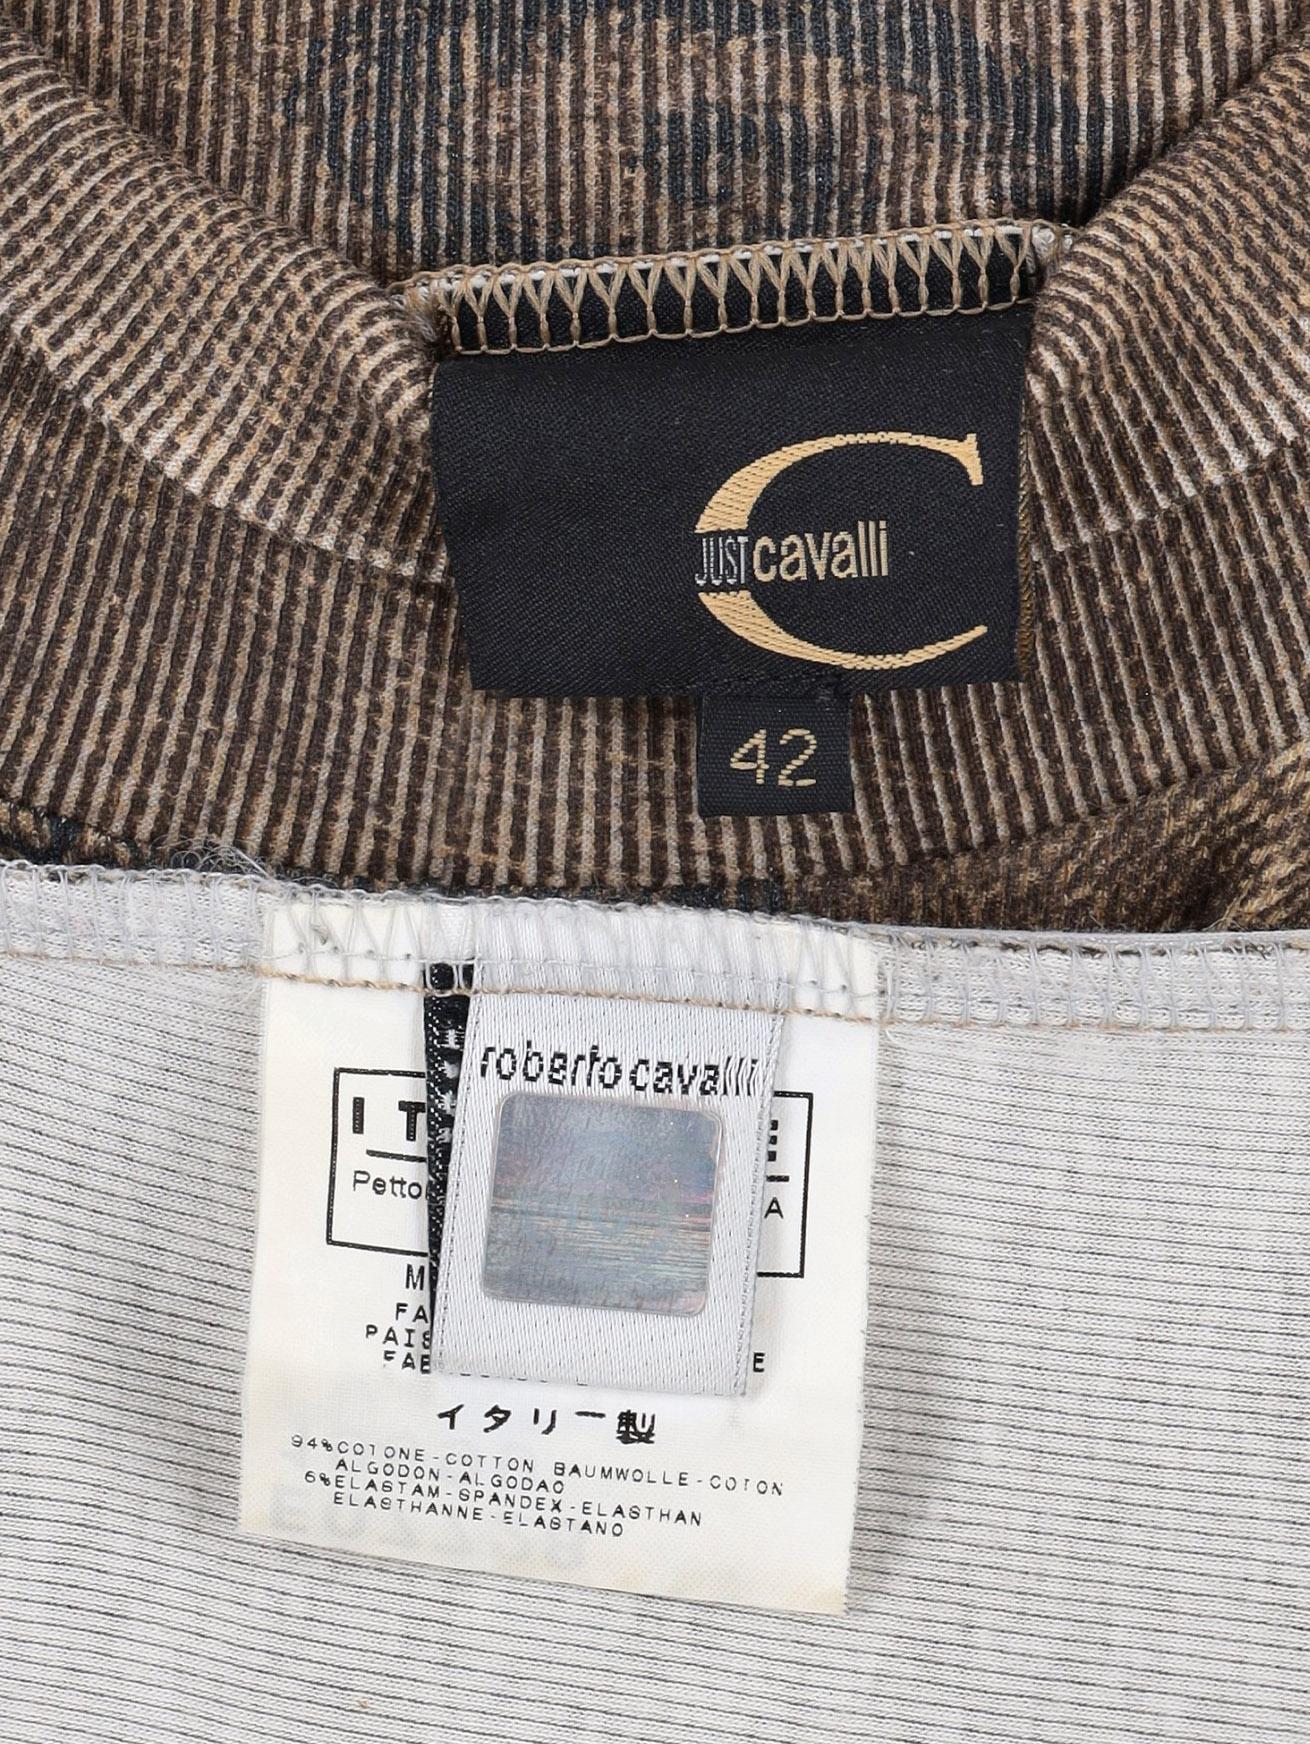 JUST cavalli
42
roberto cavalli
I T
E
Petto
A
M
FA
PAIS
FAB
E
イタリー製
94%COTONE-COTTON BAUMWOLLE-COTON
ALGODON-ALGODAO
6%ELASTAM-SPANDEX-ELASTHAN
ELASTHANNE-ELASTANO